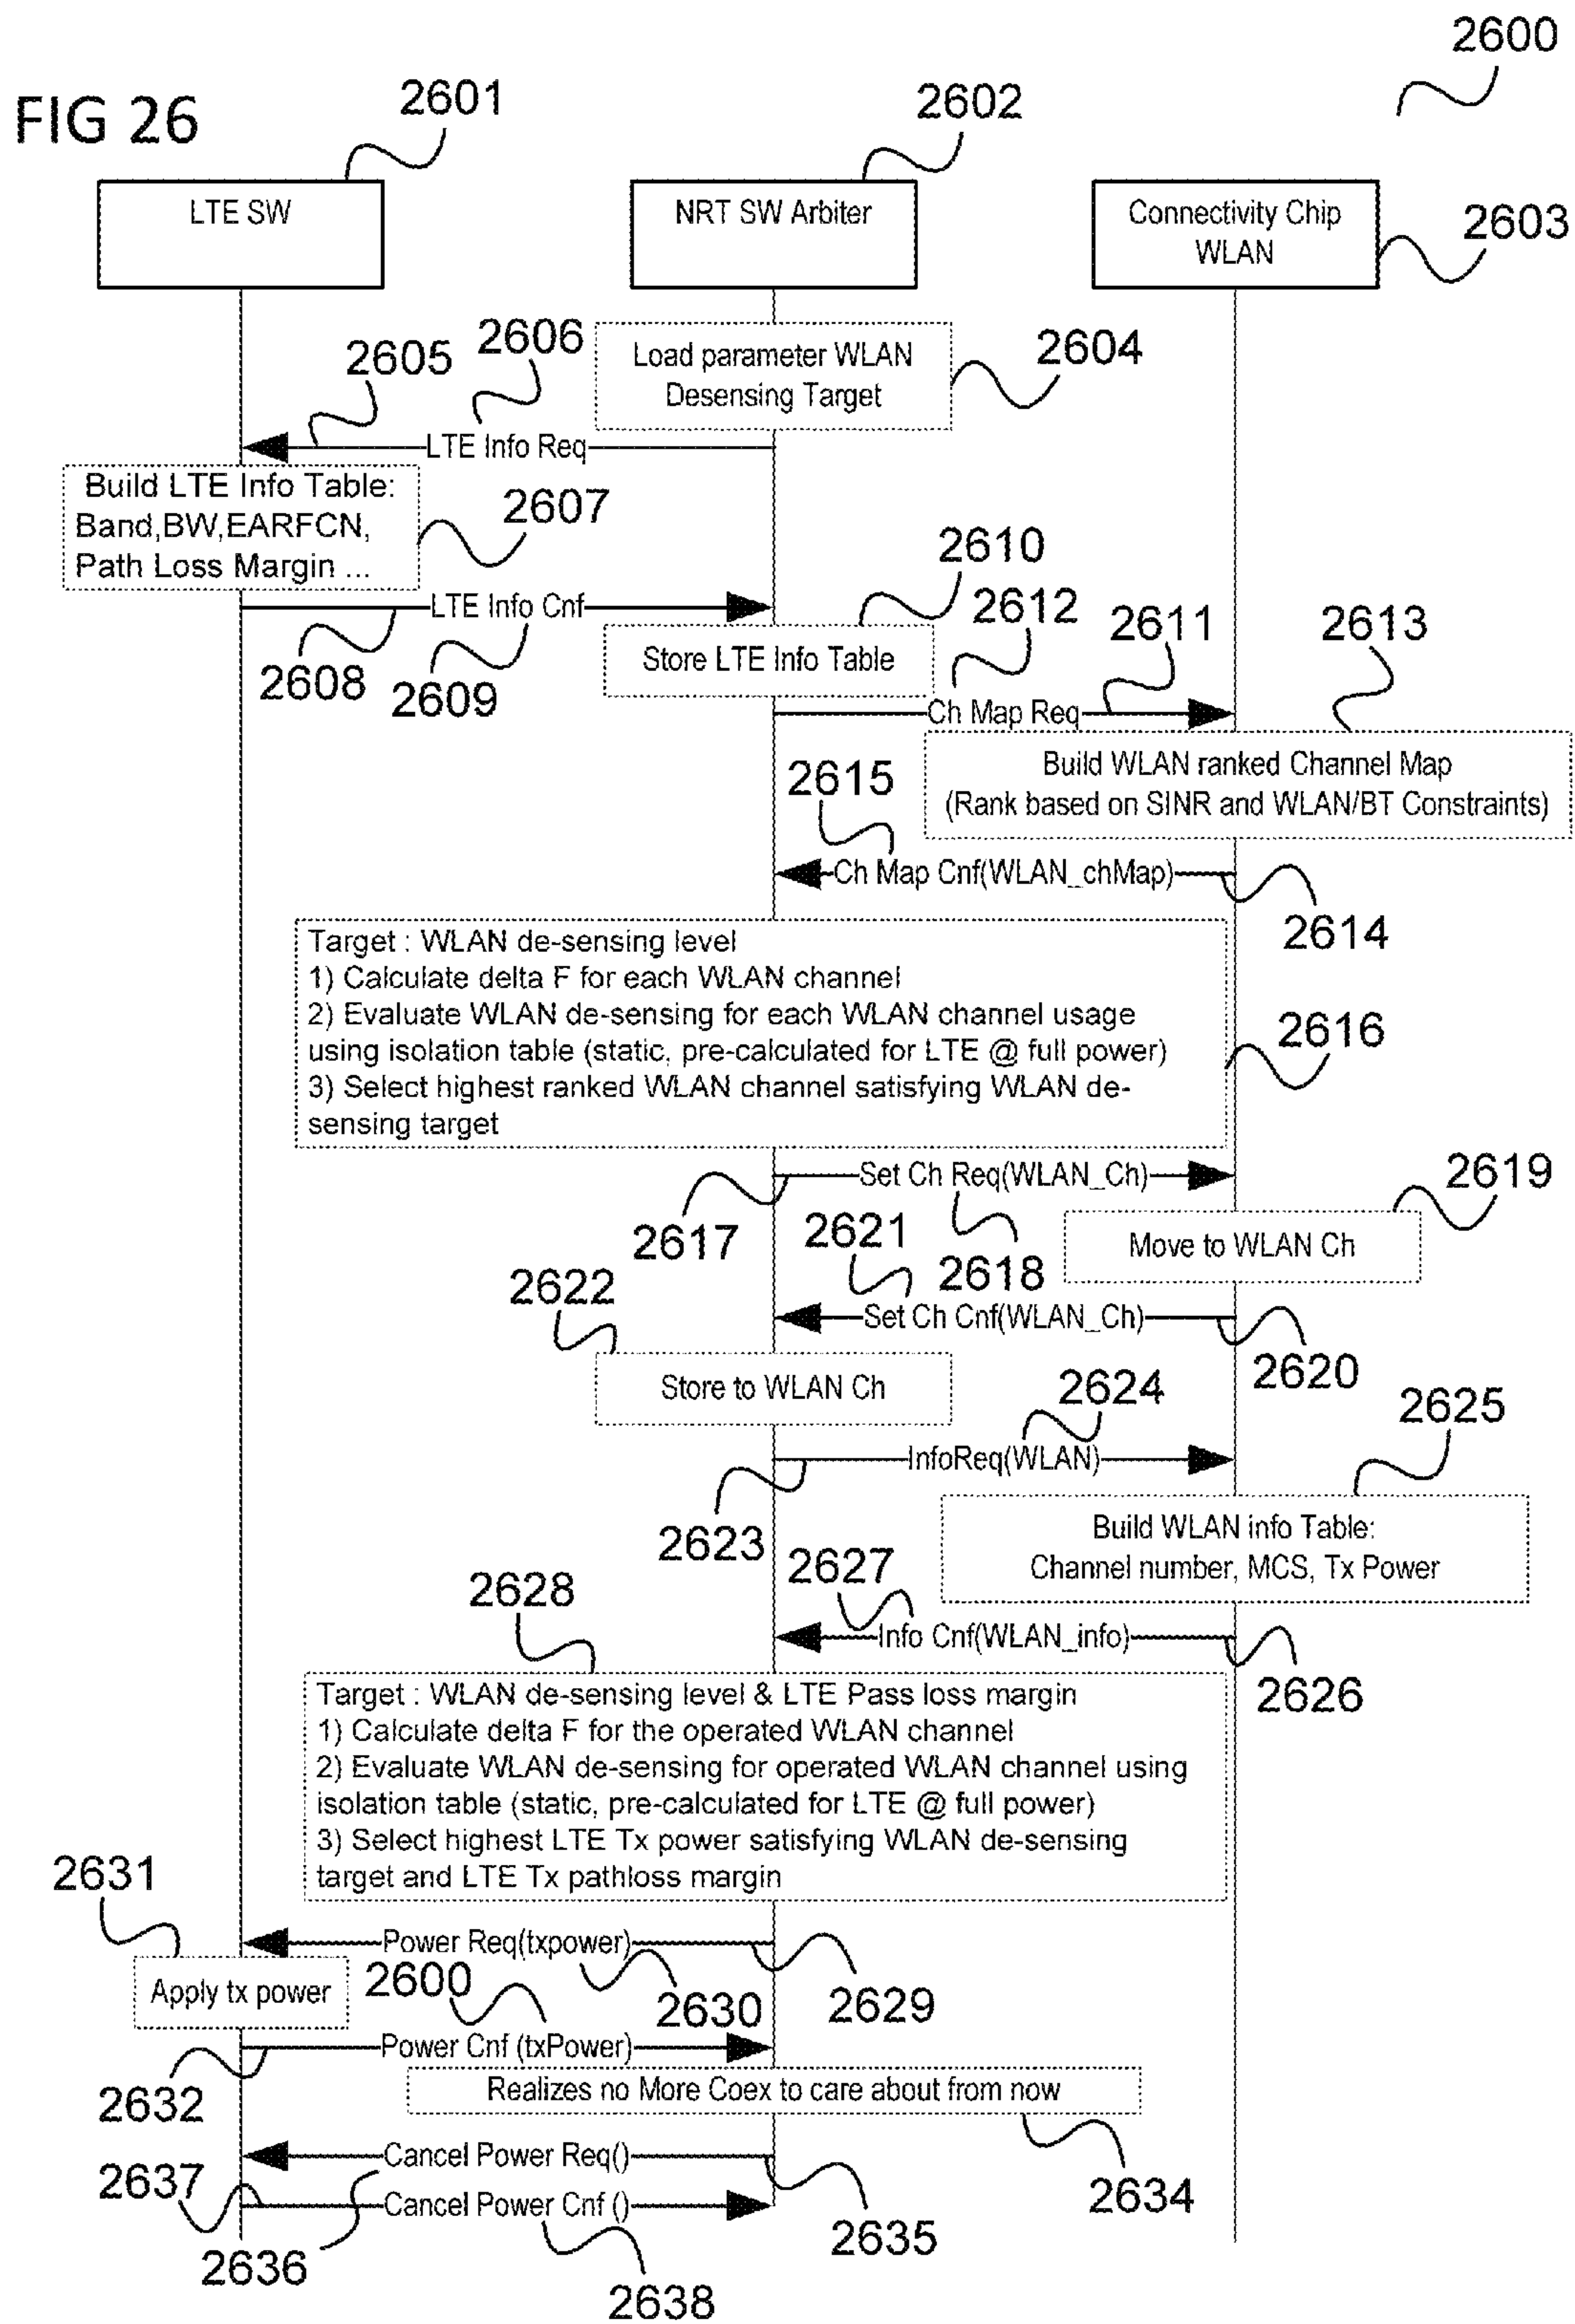 2600
FIG 26
2601
2602
LTE SW
NRT SW Arbiter
Connectivity Chip
WLAN
2603
2606
2605
Load parameter WLAN
Desensing Target
2604
LTE Info Req
Build LTE Info Table:
Band,BW,EARFCN,
Path Loss Margin ...
2607
2610
LTE Info Cnf
2612
2611
2613
2608
2609
Store LTE Info Table
Ch Map Req
2615
Build WLAN ranked Channel Map
(Rank based on SINR and WLAN/BT Constraints)
Ch Map Cnf(WLAN_chMap)
2614
Target : WLAN de-sensing level
1) Calculate delta F for each WLAN channel
2) Evaluate WLAN de-sensing for each WLAN channel usage
using isolation table (static, pre-calculated for LTE @ full power)
3) Select highest ranked WLAN channel satisfying WLAN de-
sensing target
2616
Set Ch Req(WLAN_Ch)
2619
2617
2621
2618
Move to WLAN Ch
2622
Set Ch Cnf(WLAN_Ch)
2620
Store to WLAN Ch
2624
2625
InfoReq(WLAN)
2623
Build WLAN info Table:
Channel number, MCS, Tx Power
2627
2628
Info Cnf(WLAN_info)
2626
Target : WLAN de-sensing level & LTE Pass loss margin
1) Calculate delta F for the operated WLAN channel
2) Evaluate WLAN de-sensing for operated WLAN channel using
isolation table (static, pre-calculated for LTE @ full power)
3) Select highest LTE Tx power satisfying WLAN de-sensing
target and LTE Tx pathloss margin
2631
Power Req(txpower)
Apply tx power
2600
2630
2629
Power Cnf (txPower)
2632
Realizes no More Coex to care about from now
Cancel Power Req()
2637
2634
Cancel Power Cnf ()
2635
2636
2638